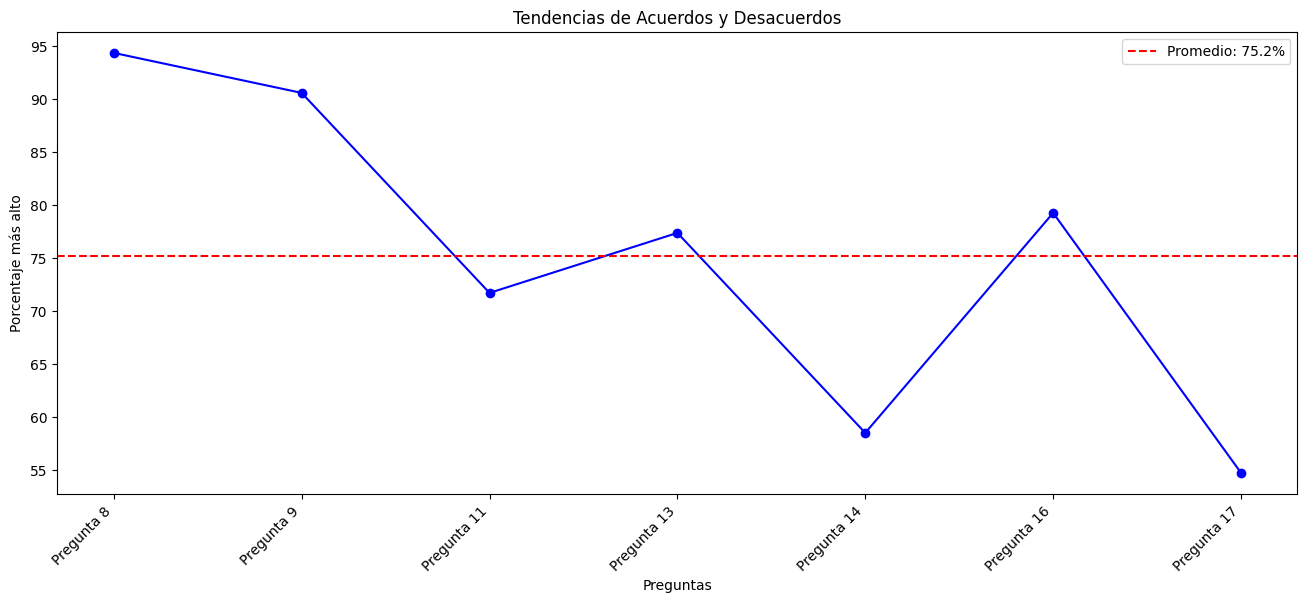 Tendencias de Acuerdos y Desacuerdos
Promedio: 75.2%
Porcentaje más alto
95
90
85
80
75
70
65
60
55
Pregunta 8
Pregunta 9
Pregunta 11
Pregunta 13
Pregunta 14
Pregunta 16
Pregunta 17
Preguntas